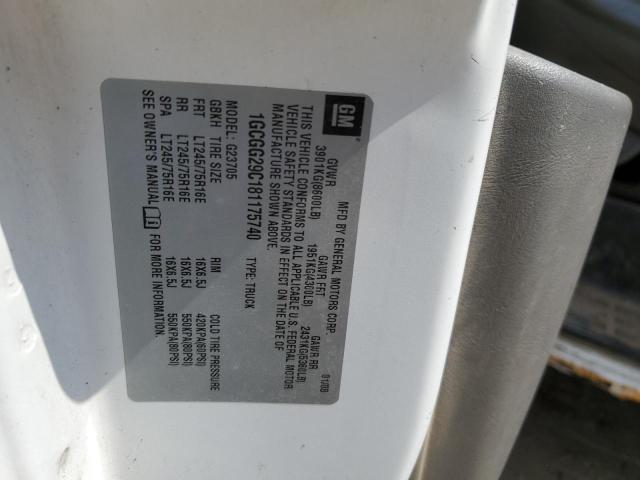 GM
MFD BY GENERAL MOTORS CORP.
01/08
GVWR GAWR FRT GAWR RR
3901KG(8600LB) 1951KG(4300LB) 2431KG(5360LB)
THIS VEHICLE CONFORMS TO ALL APPLICABLE U.S. FEDERAL MOTOR
VEHICLE SAFETY STANDARDS IN EFFECT ON THE DATE OF
MANUFACTURE SHOWN ABOVE.
1GCGG29C181175740 TYPE: TRUCK
MODEL: G23705
GBKH TIRE SIZE RIM COLD TIRE PRESSURE
FRT LT245/75R16E 16X6.5J 420KPA(60PSI)
RR LT245/75R16E 16X6.5J 550KPA(80PSI)
SPA LT245/75R16E 16X6.5J 550KPA(80PSI)
SEE OWNER'S MANUAL FOR MORE INFORMATION.